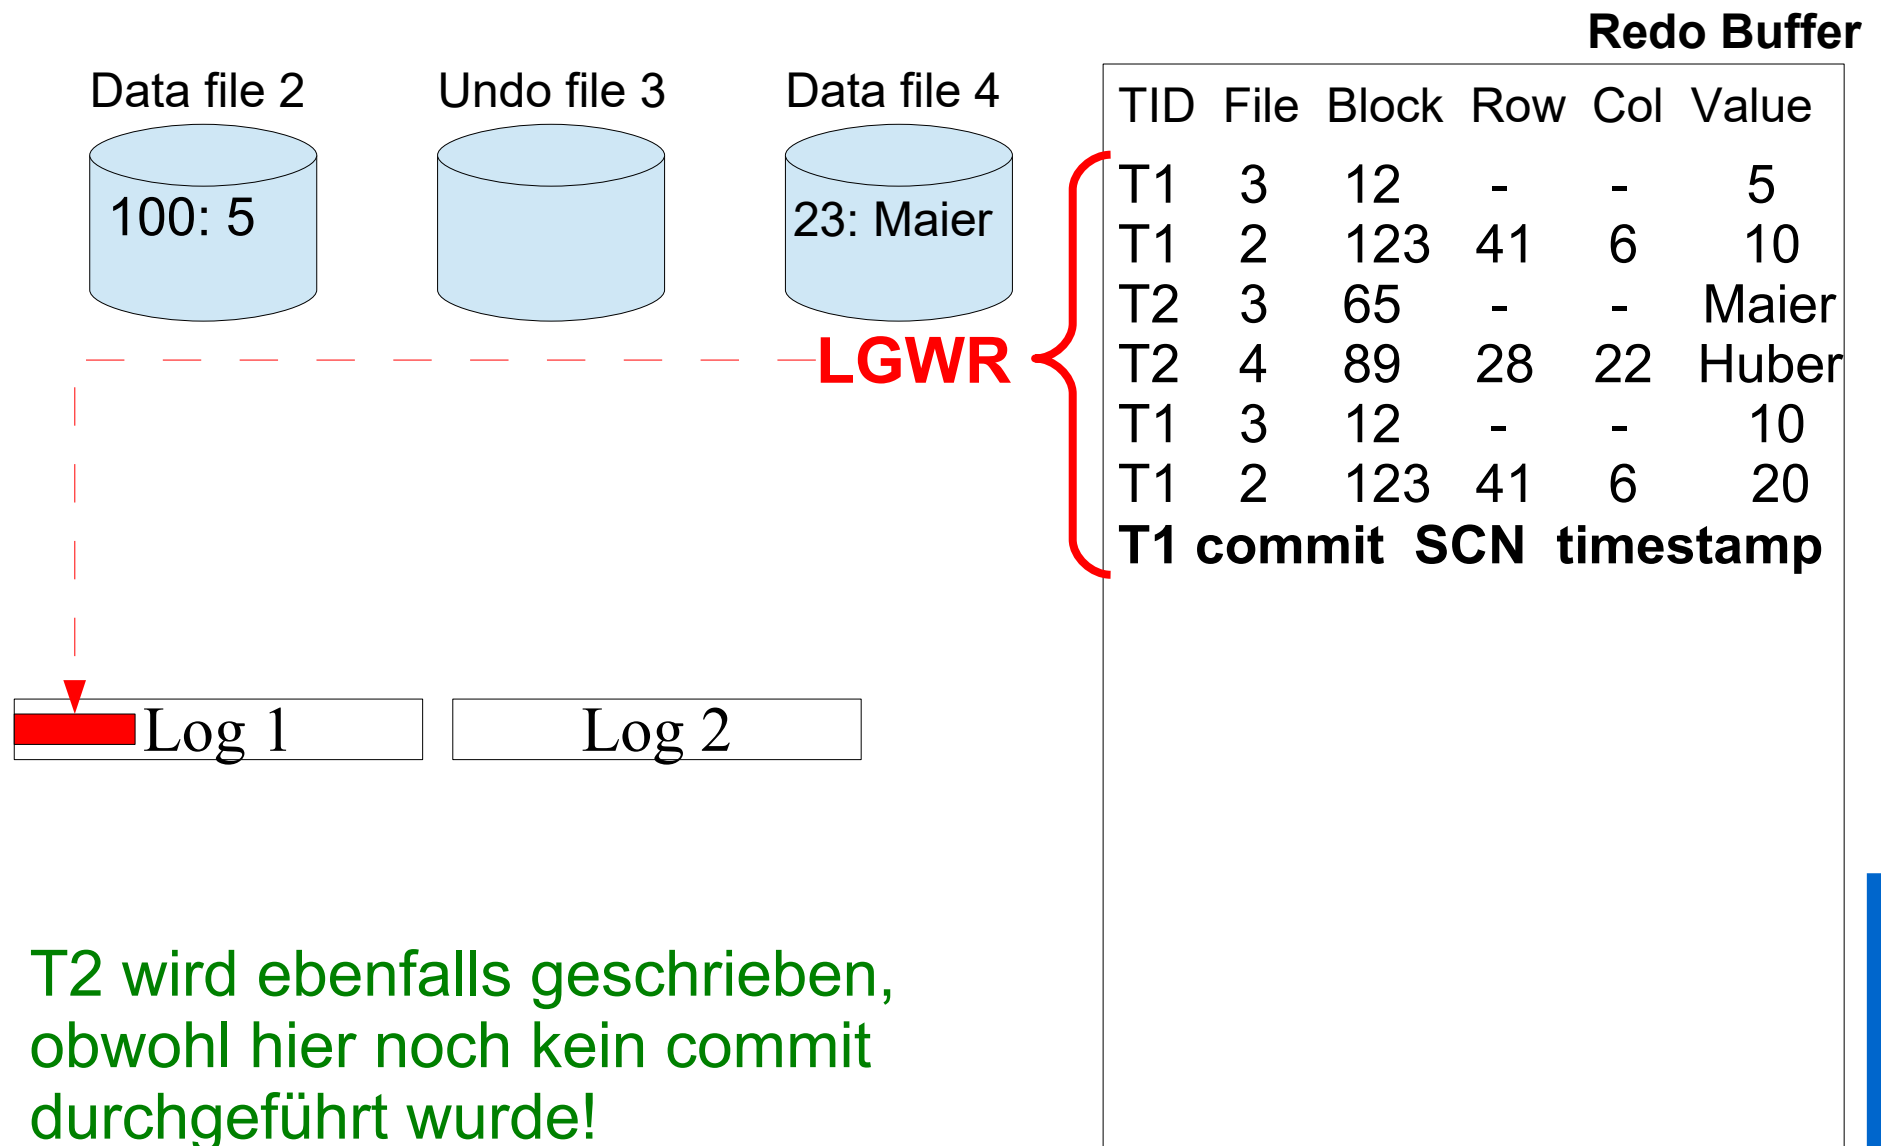 Redo Buffer
Data file 2 Undo file 3 Data file 4
TID File Block Row Col Value
100: 5
23: Maier
T1 3 12 - - 5
T1 2 123 41 6 10
T2 3 65 - - Maier
LGWR
T2 4 89 28 22 Huber
T1 3 12 - - 10
T1 2 123 41 6 20
T1 commit SCN timestamp
Log 1 Log 2
T2 wird ebenfalls geschrieben,
obwohl hier noch kein commit
durchgeführt wurde!